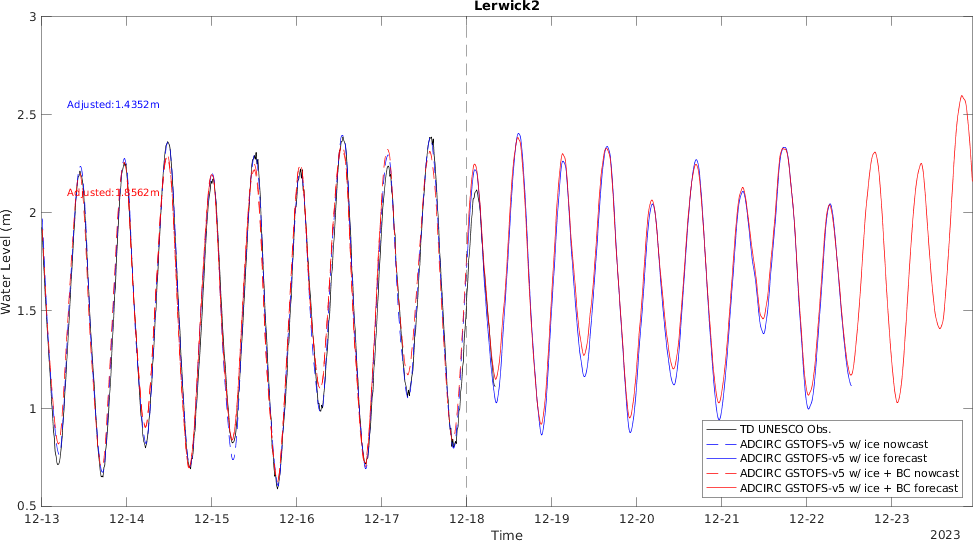 Lerwick2
3
2.5
2
1.5
1
0.5
Water Level (m)
Adjusted:1.4352m
Adjusted:1.8562m
TD UNESCO Obs.
ADCIRC GSTOFS-v5 w/ ice nowcast
ADCIRC GSTOFS-v5 w/ ice forecast
ADCIRC GSTOFS-v5 w/ ice + BC nowcast
ADCIRC GSTOFS-v5 w/ ice + BC forecast
12-13 12-14 12-15 12-16 12-17 12-18 12-19 12-20 12-21 12-22 12-23
Time
2023